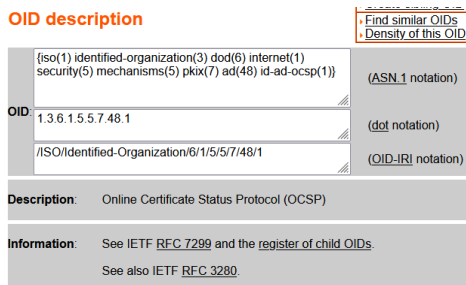 OID description
Find similar OIDs
Density of this OID
OID:
{iso(1) identified-organization(3) dod(6) internet(1)
security(5) mechanisms(5) pkix(7) ad(48) id-ad-ocsp(1)}
(ASN.1 notation)
1.3.6.1.5.5.7.48.1
(dot notation)
/ISO/Identified-Organization/6/1/5/5/7/48/1
(OID-IRI notation)
Description: Online Certificate Status Protocol (OCSP)
Information: See IETF RFC 7299 and the register of child OIDs.
See also IETF RFC 3280.